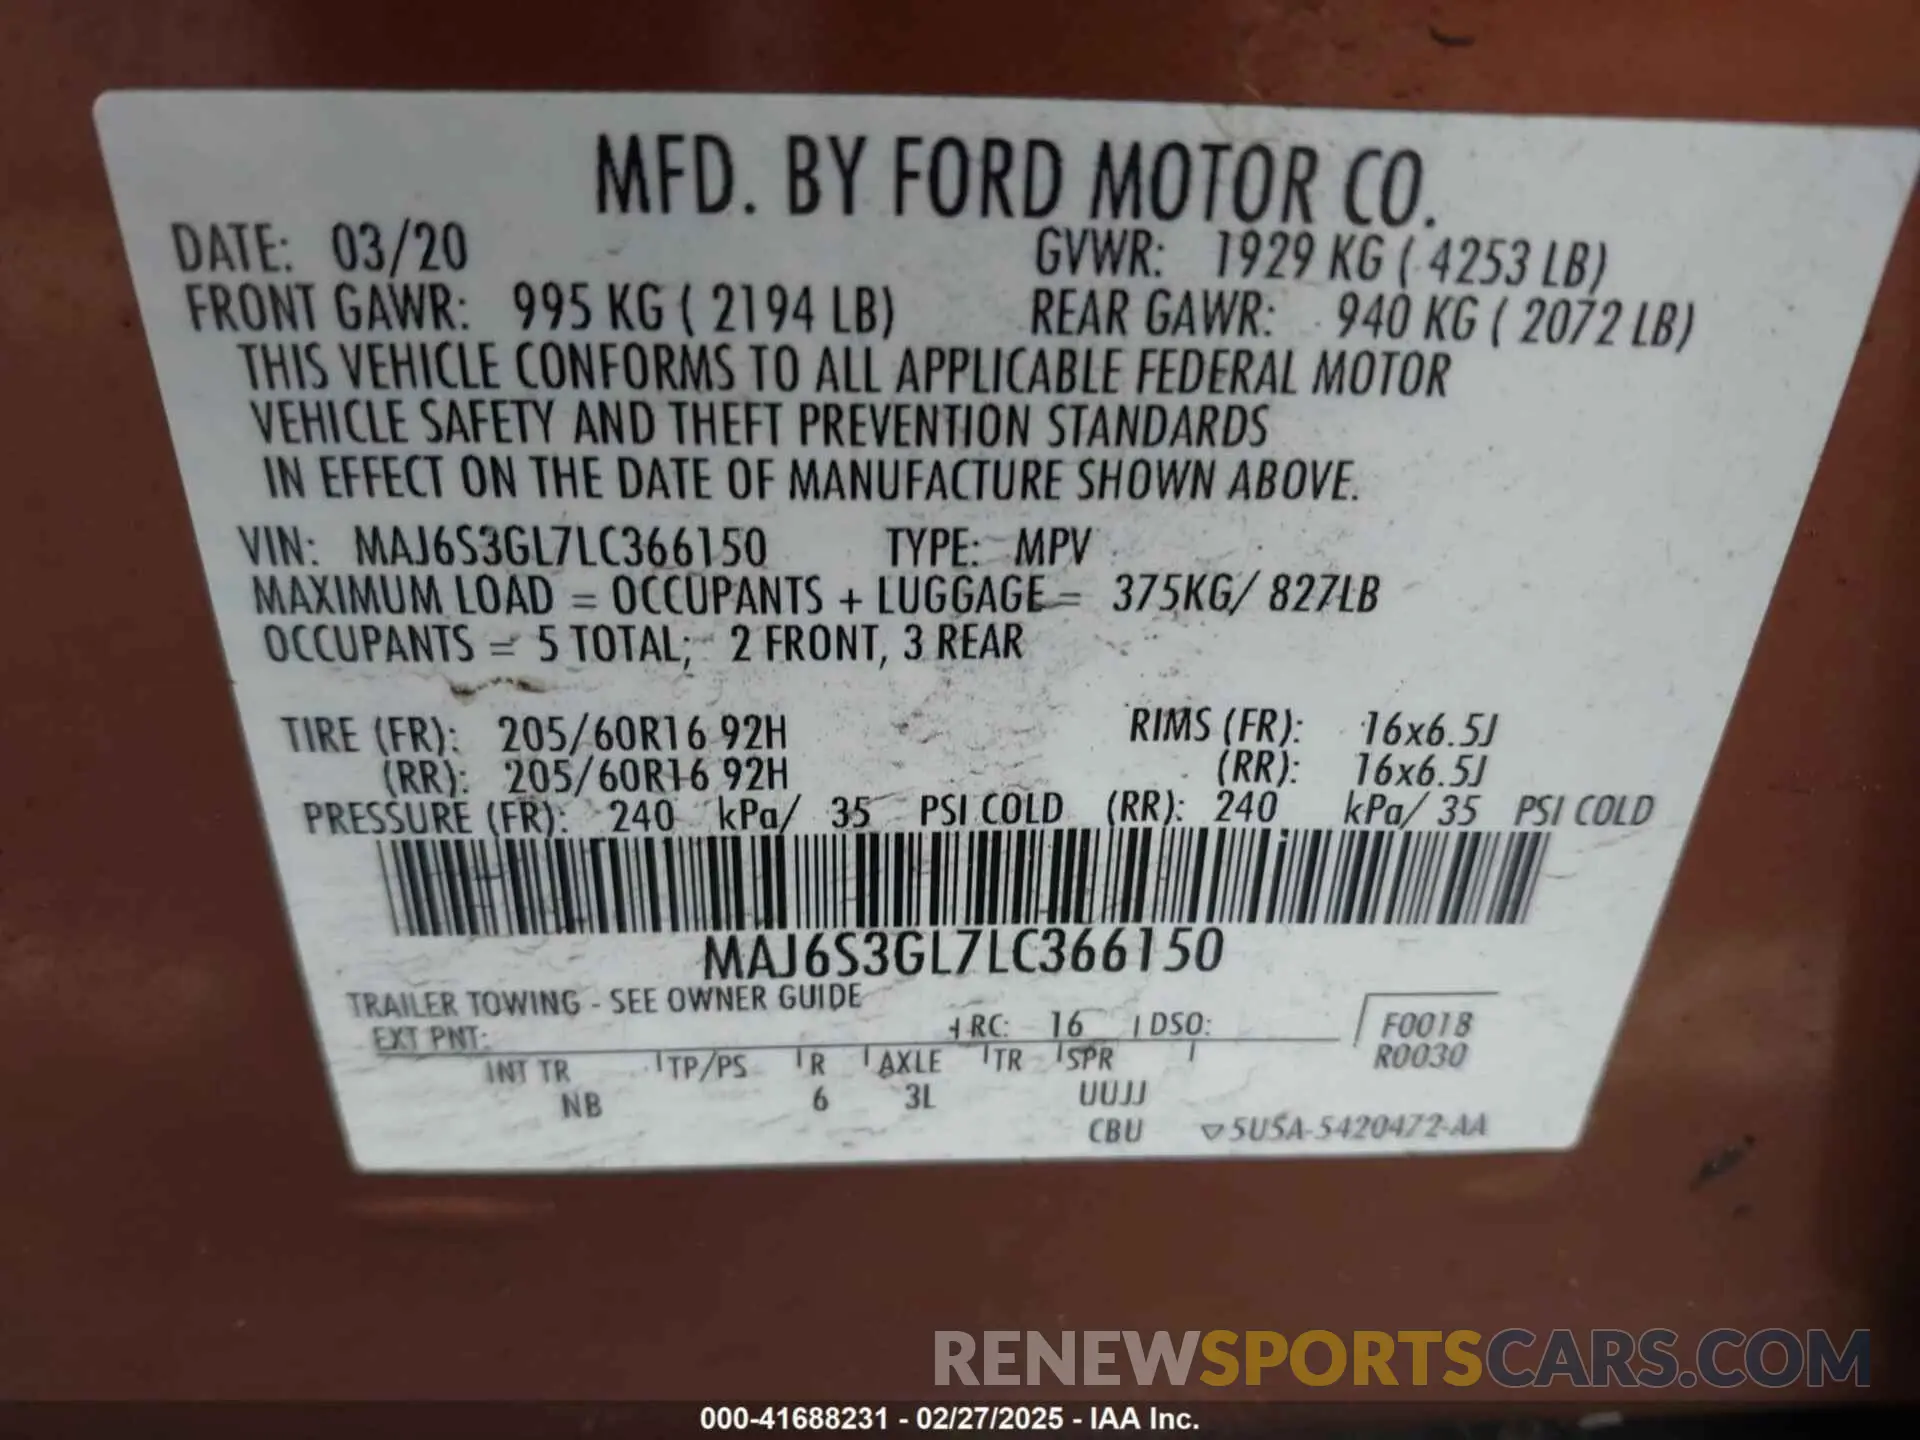 MFD. BY FORD MOTOR CO.
DATE: 03/20 GVWR: 1929 KG ( 4253 LB)
FRONT GAWR: 995 KG ( 2194 LB) REAR GAWR: 940 KG ( 2072 LB)
THIS VEHICLE CONFORMS TO ALL APPLICABLE FEDERAL MOTOR
VEHICLE SAFETY AND THEFT PREVENTION STANDARDS
IN EFFECT ON THE DATE OF MANUFACTURE SHOWN ABOVE.
VIN: MAJ6S3GL7LC366150 TYPE: MPV
MAXIMUM LOAD = OCCUPANTS + LUGGAGE = 375KG/ 827LB
OCCUPANTS = 5 TOTAL; 2 FRONT, 3 REAR
TIRE (FR): 205/60R16 92H RIMS (FR): 16x6.5J
(RR): 205/60R16 92H (RR): 16x6.5J
PRESSURE (FR): 240 kPa/ 35 PSI COLD (RR): 240 kPa/ 35 PSI COLD
MAJ6S3GL7LC366150
TRAILER TOWING - SEE OWNER GUIDE
EXT PNT: RC: 16 DSO: F0018
R0030
INT TR TP/PS R AXLE TR SPR
NB 6 3L UUJJ
CBU 5U5A-5420472-AA
RENEWSPORTSCARS.COM
000-41688231 - 02/27/2025 - IAA Inc.